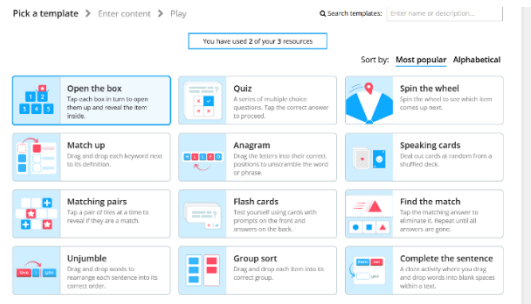 Pick a template > Enter content > Play
Search templates: Enter name or description...
You have used 2 of your 3 resources
Sort by: Most popular Alphabetical
Open the box
Tap each box in turn to open
them up and reveal the item
inside.
Quiz
A series of multiple choice
questions. Tap the correct answer
to proceed.
Spin the wheel
Spin the wheel to see which item
comes up next.
Match up
Drag and drop each keyword next
to its definition.
Anagram
Drag the letters into their correct
positions to unscramble the word
or phrase.
Speaking cards
Deal out cards at random from a
shuffled deck.
Matching pairs
Tap a pair of tiles at a time to
reveal if they are a match.
Flash cards
Test yourself using cards with
prompts on the front and
answers on the back.
Find the match
Tap the matching answer to
eliminate it. Repeat until all
answers are gone.
Unjumble
Drag and drop words to
rearrange each sentence into its
correct order.
Group sort
Drag and drop each item into its
correct group.
Complete the sentence
A cloze activity where you drag
and drop words into blank spaces
within a text.